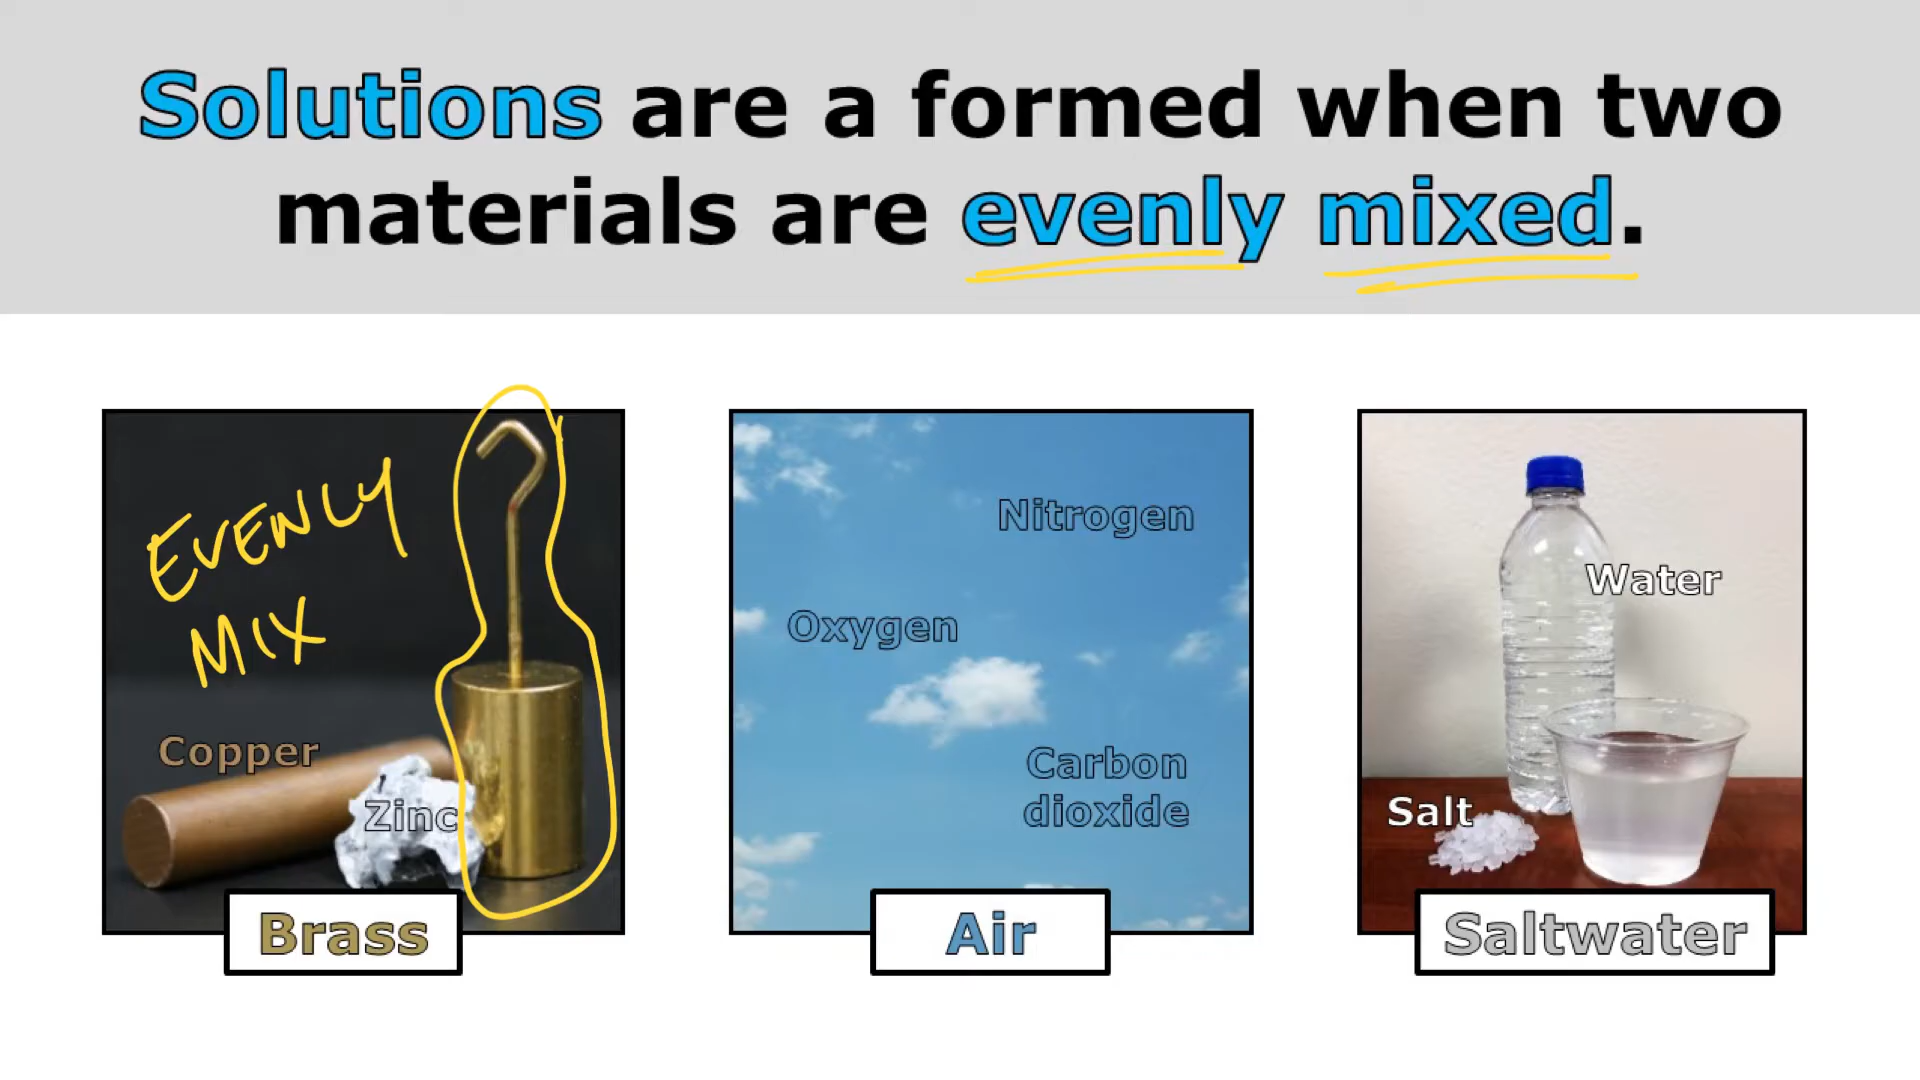 Solutions are a formed when two
materials are evenly mixed.
EVENLY
MIX
Copper
Zinc
Brass
Nitrogen
Oxygen
Carbon
dioxide
Air
Water
Salt
Saltwater